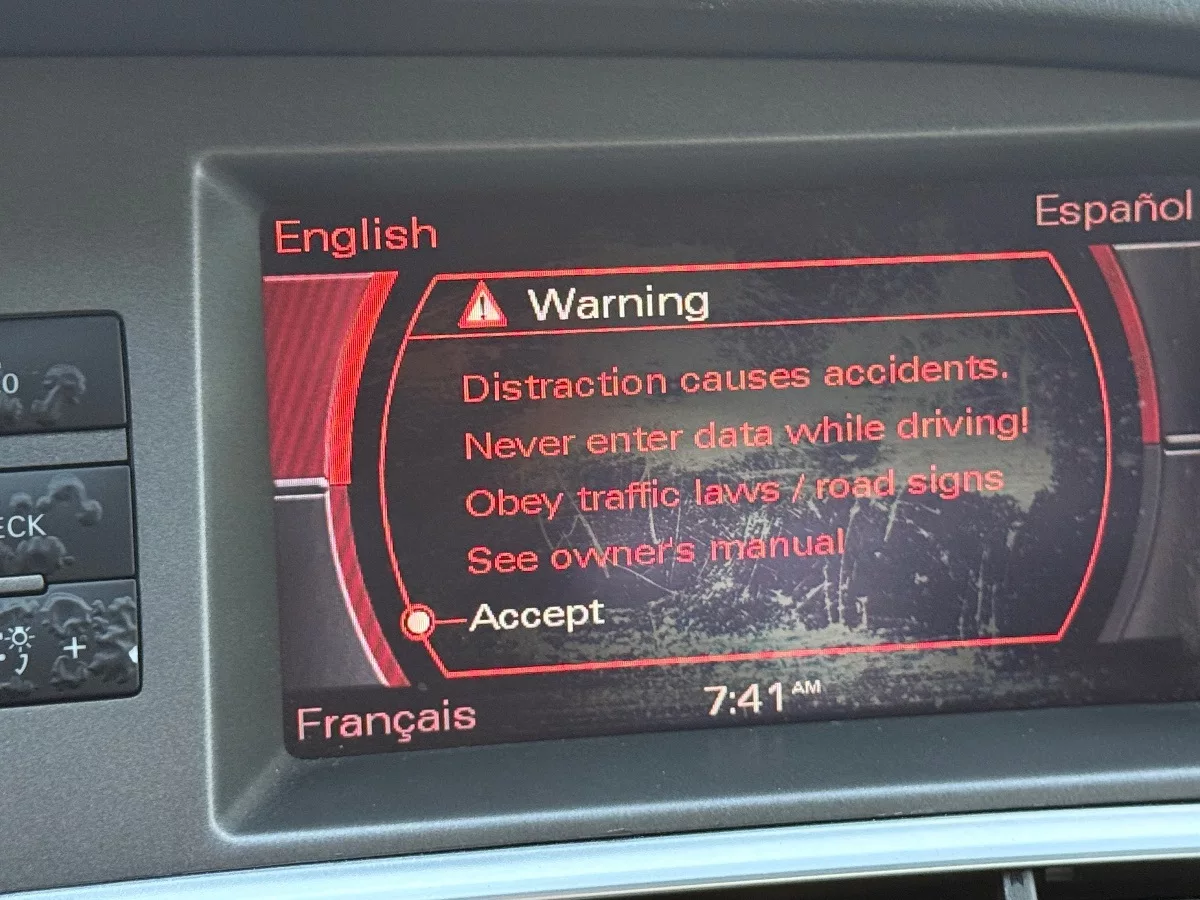 English
Español
Warning
Distraction causes accidents.
Never enter data while driving!
Obey traffic laws / road signs
See owner's manual
Accept
Français
7:41 AM
+